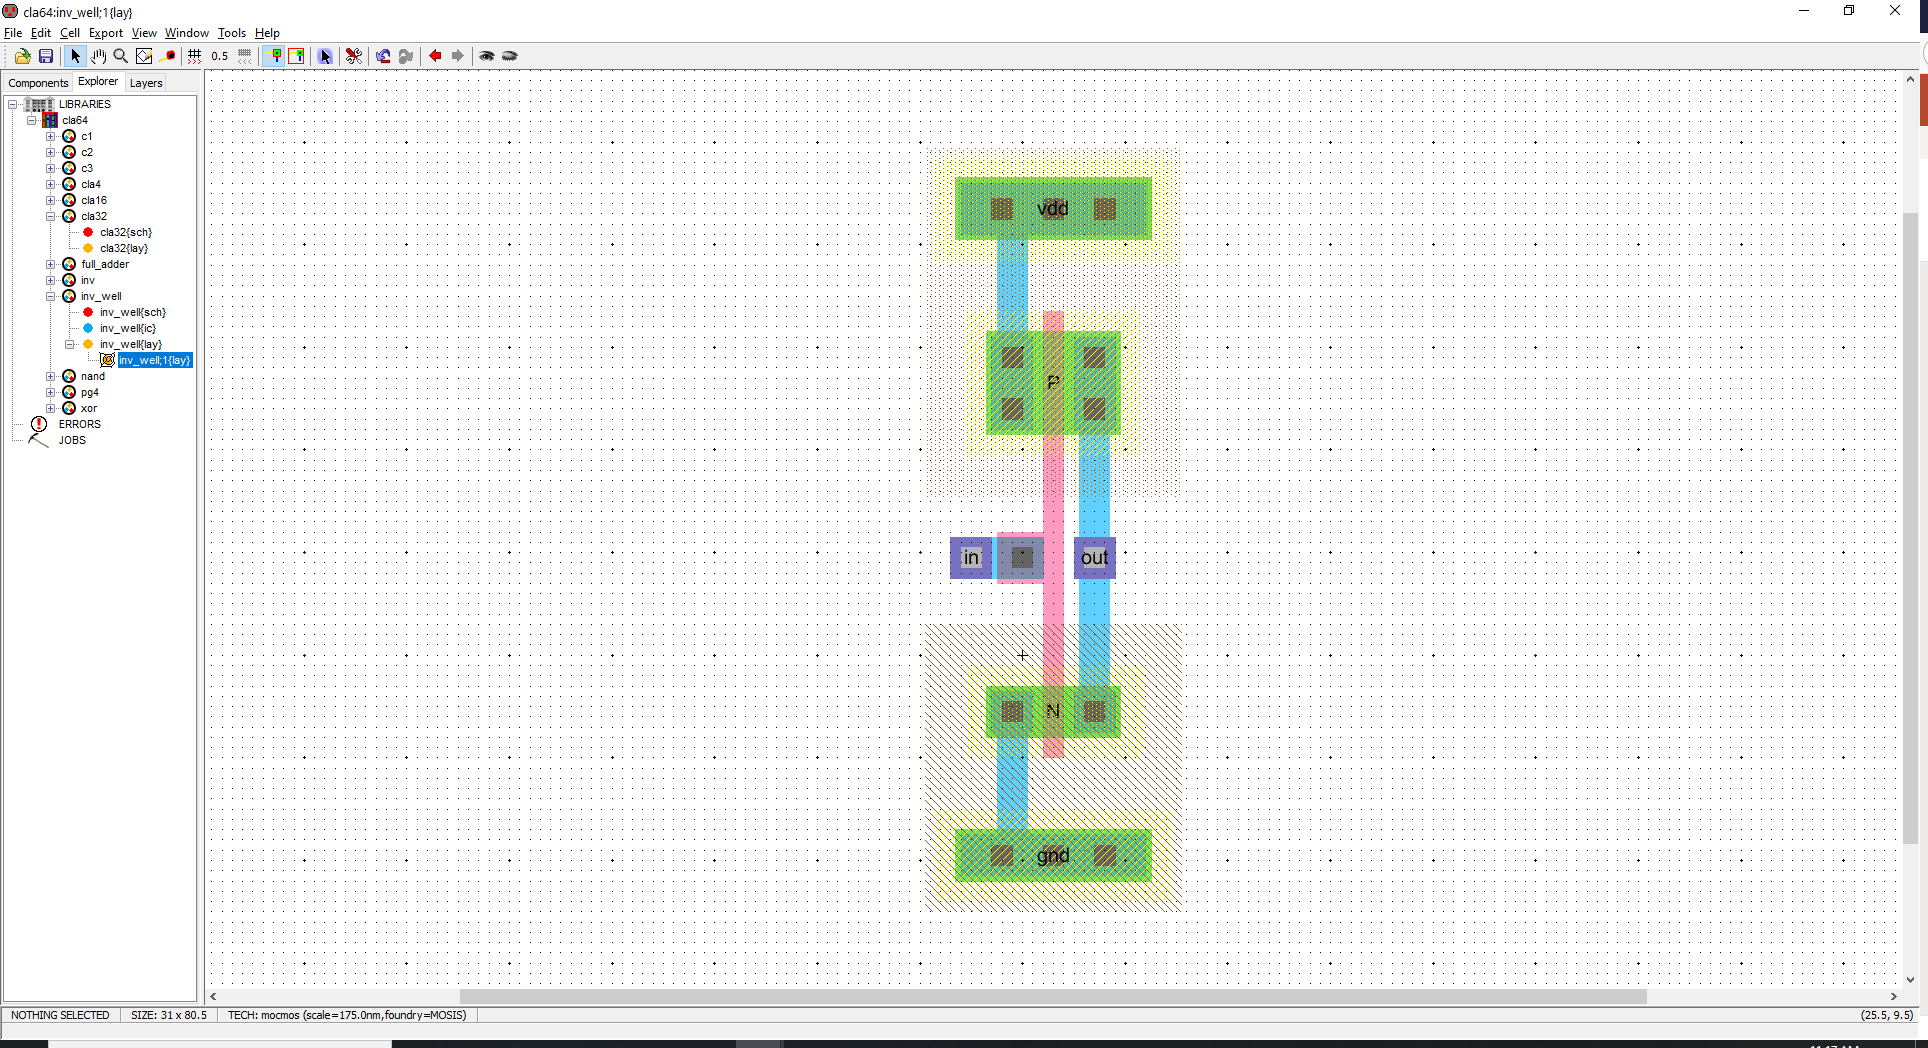 cla64:inv_well;1{lay}
File Edit Cell Export View Window Tools Help
0.5
Components Explorer Layers
LIBRARIES
cla64
c1
c2
c3
cla4
cla16
cla32
cla32{sch}
cla32{lay}
full_adder
inv
inv_well
inv_well{sch}
inv_well{ic}
inv_well{lay}
inv_well;1{lay}
nand
pg4
xor
ERRORS
JOBS
vdd
P
in
out
N
gnd
NOTHING SELECTED SIZE: 31 x 80.5 TECH: mocmos (scale=175.0nm,foundry=MOSIS) (25.5, 9.5)